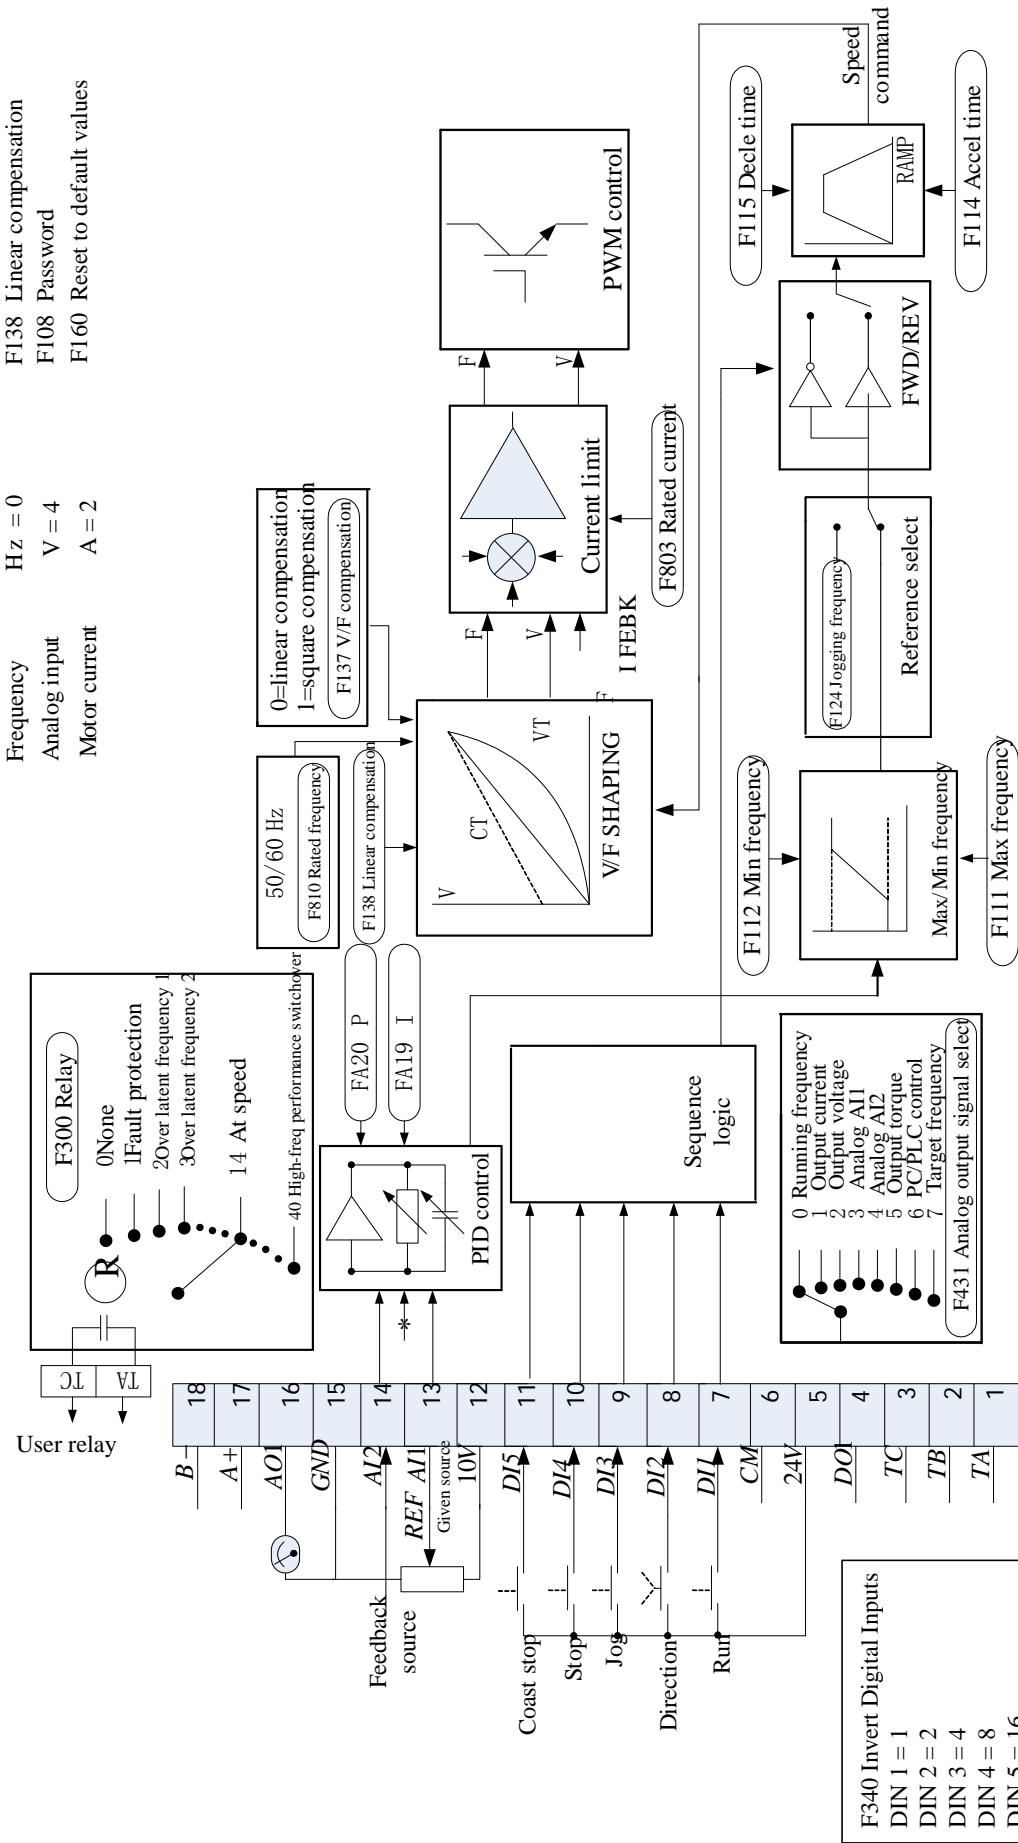 Frequency
Hz = 0
F138 Linear compensation
Analog input
V = 4
F108 Password
Motor current
A = 2
F160 Reset to default values
F300 Relay
0None
1Fault protection
2Over latent frequency 1
3Over latent frequency 2
14 At speed
40 High-freq performance switchover
R
TC
TA
User relay
50/60 Hz
F810 Rated frequency
0=linear compensation
1=square compensation
F137 V/F compensation
F138 Linear compensation
FA20 P
FA19 I
PID control
*
V
CT
VT
F
V/F SHAPING
F
V
I FEBK
Current limit
F803 Rated current
F
V
PWM control
18
17
16
15
14
13
12
11
10
9
8
7
6
5
4
3
2
1
B-
A+
AO1
GND
AI2
REF AI1
Given source
10V
DI5
DI4
DI3
DI2
DI1
CM
24V
DO1
TC
TB
TA
Feedback
source
Coast stop
Stop
Jog
Direction
Run
Sequence
logic
F112 Min frequency
Max/Min frequency
F111 Max frequency
F124 Jogging frequency
Reference select
FWD/REV
F115 Decle time
RAMP
F114 Accel time
Speed
command
0 Running frequency
1 Output current
2 Output voltage
3 Analog AI1
4 Analog AI2
5 Output torque
6 PC/PLC control
7 Target frequency
F431 Analog output signal select
F340 Invert Digital Inputs
DIN 1 = 1
DIN 2 = 2
DIN 3 = 4
DIN 4 = 8
DIN 5 = 16